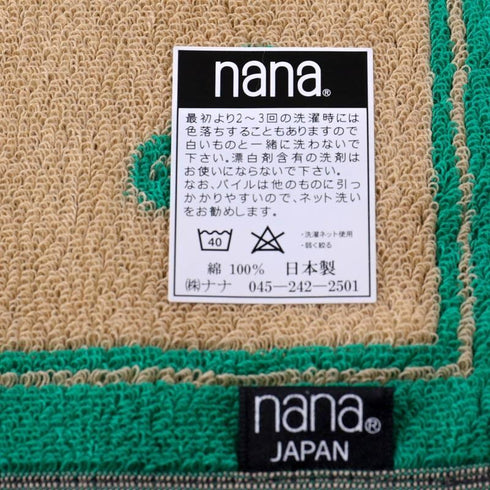 nana®
最初より2〜3回の洗濯時には
色落ちすることもありますので
白いものと一緒に洗わないで
下さい。漂白剤含有の洗剤は
お使いにならないで下さい。
なお、パイルは他のものに引っ
かかりやすいので、ネット洗い
をお勧めします。
40
・洗濯ネット使用
・弱く絞る
綿 100% 日本製
㈱ナナ 045—242—2501
nana®
JAPAN